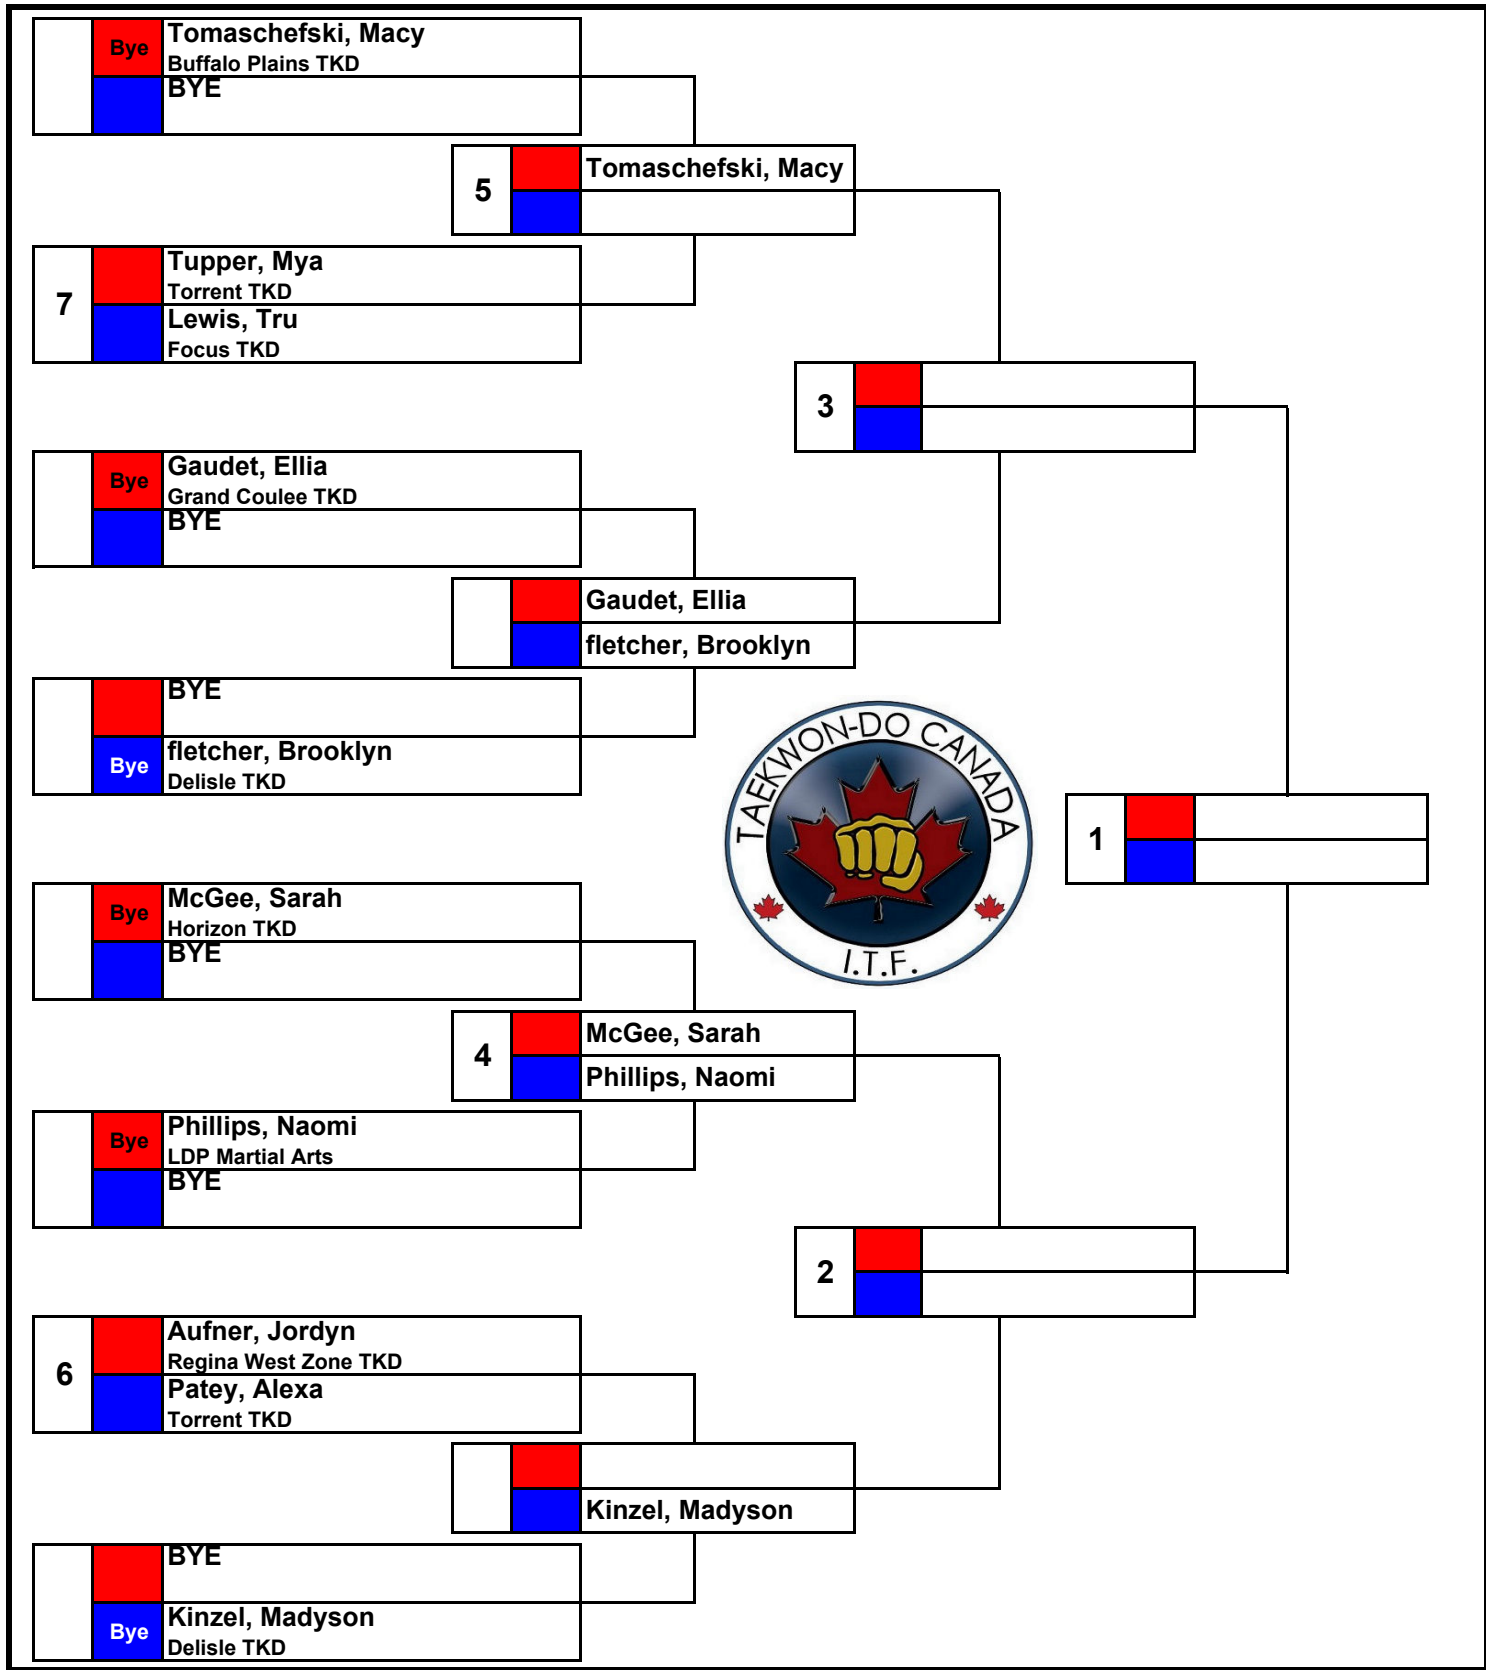 Bye
Tomaschefski, Macy
Buffalo Plains TKD
BYE
5
Tomaschefski, Macy
7
Tupper, Mya
Torrent TKD
Lewis, Tru
Focus TKD
3
Bye
Gaudet, Ellia
Grand Coulee TKD
BYE
Gaudet, Ellia
fletcher, Brooklyn
BYE
Bye
fletcher, Brooklyn
Delisle TKD
TAEKWON-DO CANADA
I.T.F.
1
Bye
McGee, Sarah
Horizon TKD
BYE
4
McGee, Sarah
Phillips, Naomi
Bye
Phillips, Naomi
LDP Martial Arts
BYE
2
6
Aufner, Jordyn
Regina West Zone TKD
Patey, Alexa
Torrent TKD
Kinzel, Madyson
BYE
Bye
Kinzel, Madyson
Delisle TKD